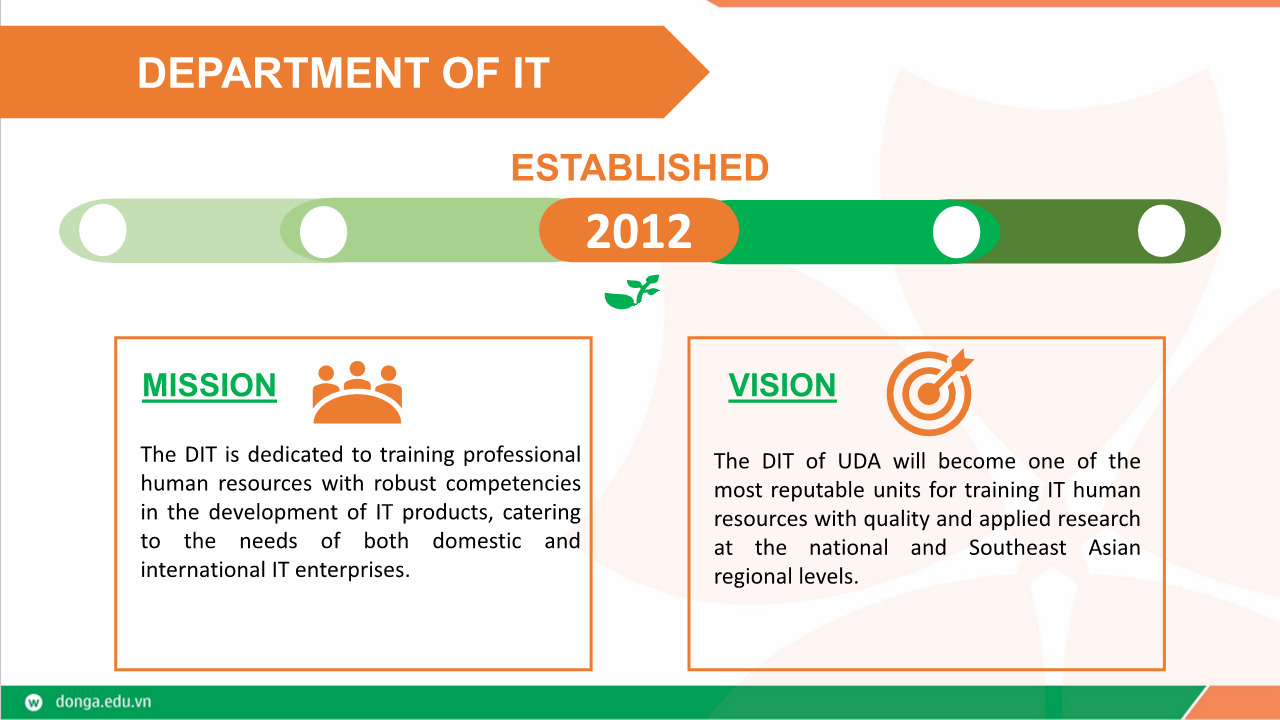 DEPARTMENT OF IT
ESTABLISHED
2012
MISSION
The DIT is dedicated to training professional
human resources with robust competencies
in the development of IT products, catering
to the needs of both domestic and
international IT enterprises.
VISION
The DIT of UDA will become one of the
most reputable units for training IT human
resources with quality and applied research
at the national and Southeast Asian
regional levels.
w donga.edu.vn